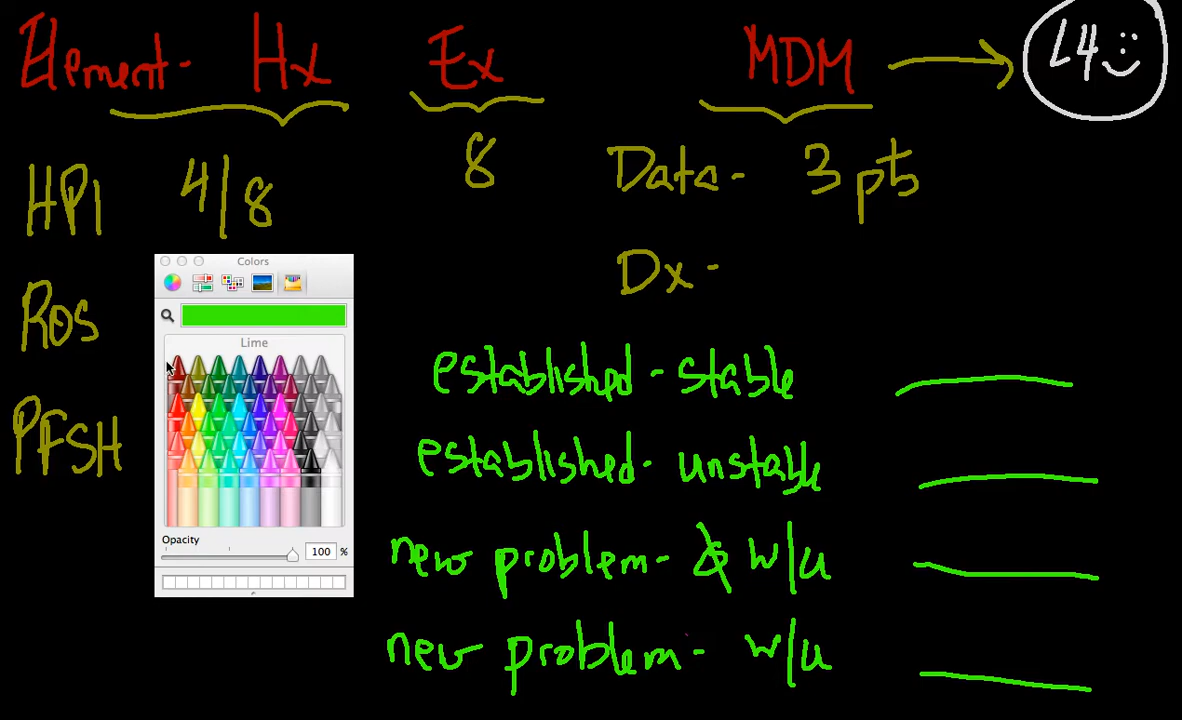 Element- Hx Ex MDM L4
HPI 4/8 8 Data- 3 pts
Dx -
Colors
Lime
Ros
PFSH
Opacity
100 %
established - stable
established - unstable
new problem - w/u
new problem - w/u